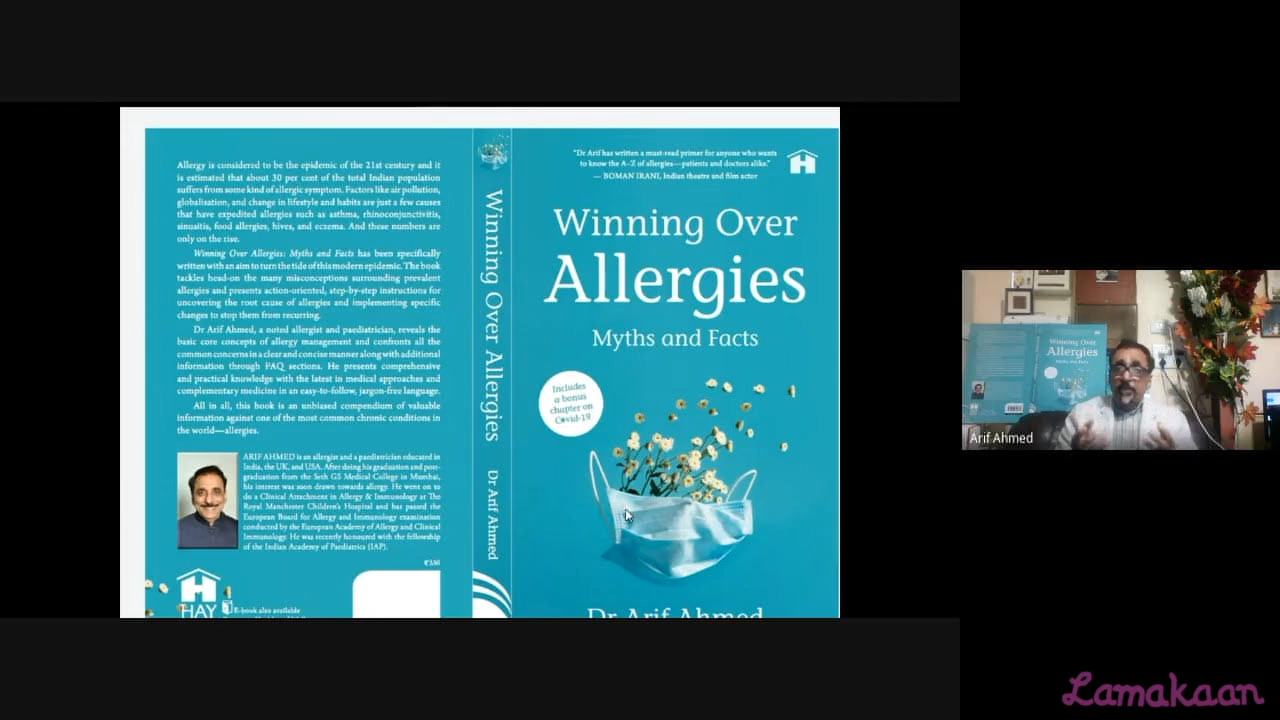 Allergy is considered to be the epidemic of the 21st century and it
is estimated that about 30 per cent of the total Indian population
suffers from some kind of allergic symptom. Factors like air pollution,
globalisation, and change in lifestyle and habits are just a few causes
that have expedited allergies such as asthma, rhinoconjunctivitis,
sinusitis, food allergies, hives, and eczema. And these numbers are
only on the rise.
Winning Over Allergies: Myths and Facts has been specifically
written with an aim to turn the tide of this modern epidemic. The book
tackles head-on the many misconceptions surrounding prevalent
allergies and presents action-oriented, step-by-step instructions for
uncovering the root cause of allergies and implementing specific
changes to stop them from recurring.
Dr Arif Ahmed, a noted allergist and paediatrician, reveals the
basic core concepts of allergy management and confronts all the
common concerns in a clear and concise manner along with additional
information through FAQ sections. He presents comprehensive
and practical knowledge with the latest in medical approaches and
complementary medicine in an easy-to-follow, jargon-free language.
All in all, this book is an unbiased compendium of valuable
information against one of the most common chronic conditions in
the world—allergies.
ARIF AHMED is an allergist and a paediatrician educated in
India, the UK, and USA. After doing his graduation and post-
graduation from the Seth GS Medical College in Mumbai,
his interest was soon drawn towards allergy. He went on to
do a Clinical Attachment in Allergy & Immunology at The
Royal Manchester Children's Hospital and has passed the
European Board for Allergy and Immunology examination
conducted by the European Academy of Allergy and Clinical
Immunology. He was recently honoured with the fellowship
of the Indian Academy of Paediatrics (IAP).
HAY
E-book also available
Winning Over Allergies
Dr Arif Ahmed
"Dr Arif has written a must-read primer for anyone who wants
to know the A–Z of allergies—patients and doctors alike."
— BOMAN IRANI, Indian theatre and film actor
Winning Over
Allergies
Myths and Facts
Includes
a bonus
chapter on
Covid-19
Dr Arif Ahmed
Winning Over
Allergies
Myths and Facts
Arif Ahmed
Lamakaan